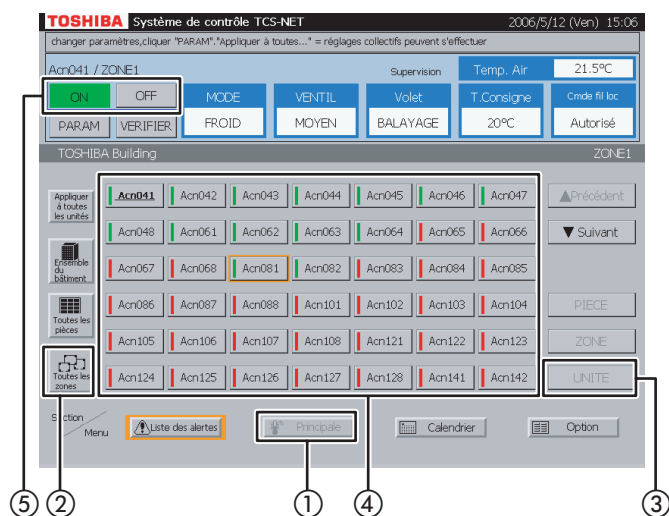 TOSHIBA Système de contrôle TCS-NET 2006/5/12 (Ven) 15:06
changer paramètres,cliquer "PARAM"."Appliquer à toutes..." = réglages collectifs peuvent s'effectuer
Acn041 / ZONE1 Supervision Temp. Air 21.5°C
ON OFF MODE VENTIL Volet T.Consigne Cmde fil loc
PARAM VERIFIER FROID MOYEN BALAYAGE 20°C Autorisé
TOSHIBA Building ZONE1
Appliquer à toutes les unités
Acn041 Acn042 Acn043 Acn044 Acn045 Acn046 Acn047 ▲Précédent
Acn048 Acn061 Acn062 Acn063 Acn064 Acn065 Acn066 ▼ Suivant
Ensemble du bâtiment
Acn067 Acn068 Acn081 Acn082 Acn083 Acn084 Acn085
Toutes les pièces
Acn086 Acn087 Acn088 Acn101 Acn102 Acn103 Acn104 PIECE
Acn105 Acn106 Acn107 Acn108 Acn121 Acn122 Acn123 ZONE
Toutes les zones
Acn124 Acn125 Acn126 Acn127 Acn128 Acn141 Acn142 UNITE
Section Menu Liste des alertes Principale Calendrier Option
⑤ ② ① ④ ③